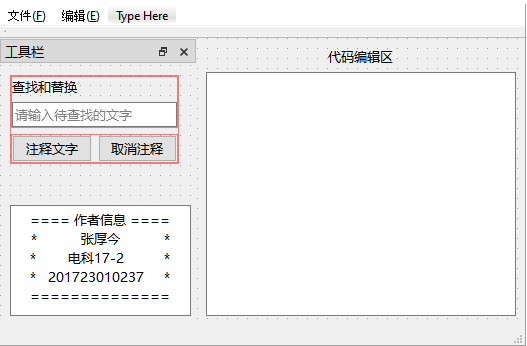 文件(F) 编辑(E) Type Here
工具栏
查找和替换
请输入待查找的文字
注释文字 取消注释
==== 作者信息 ====
* 张厚今 *
* 电科17-2 *
* 201723010237 *
==============
代码编辑区